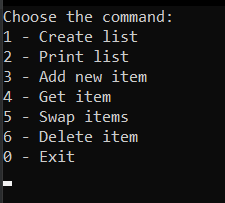 Choose the command:
1 - Create list
2 - Print list
3 - Add new item
4 - Get item
5 - Swap items
6 - Delete item
0 - Exit